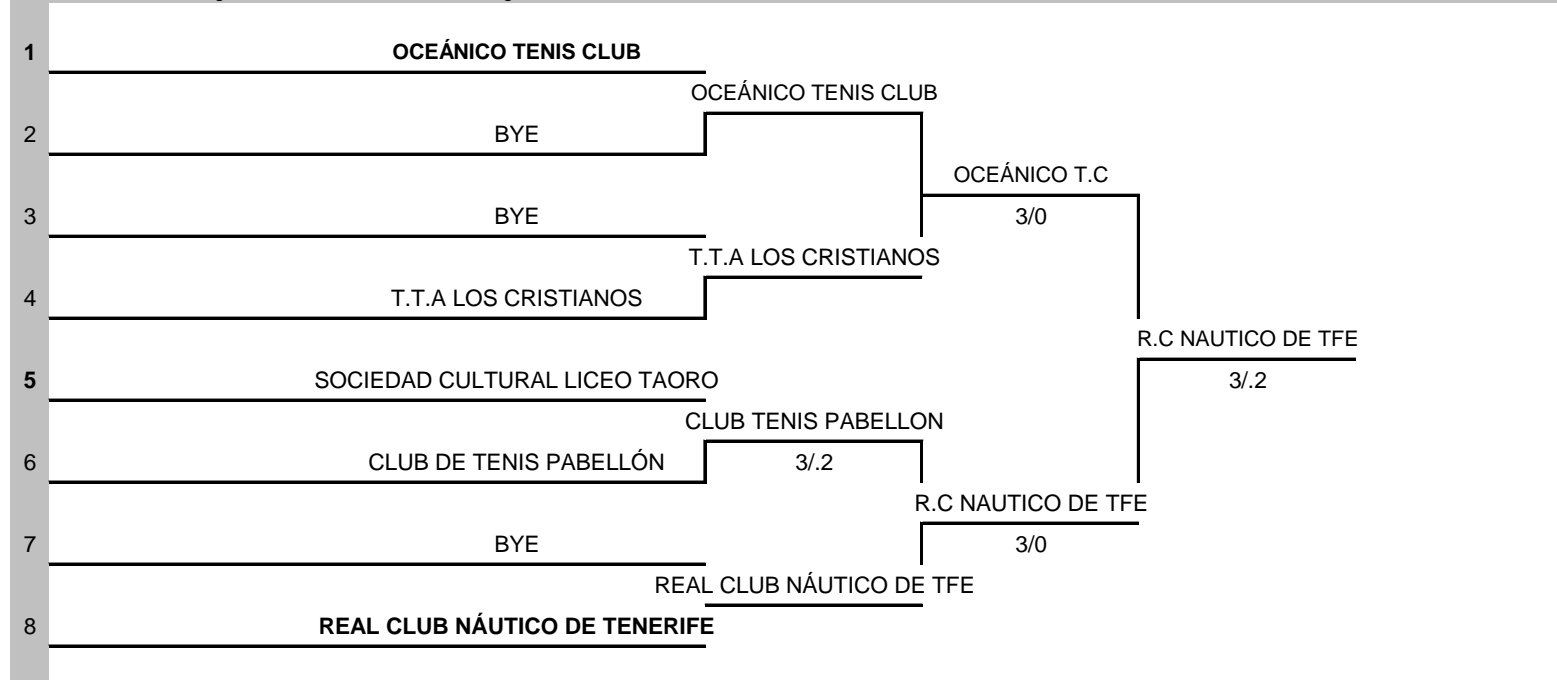 1 OCEÁNICO TENIS CLUB
OCEÁNICO TENIS CLUB
2 BYE
OCEÁNICO T.C
3 BYE 3/0
T.T.A LOS CRISTIANOS
4 T.T.A LOS CRISTIANOS
R.C NAUTICO DE TFE
5 SOCIEDAD CULTURAL LICEO TAORO 3/.2
CLUB TENIS PABELLON
6 CLUB DE TENIS PABELLÓN 3/.2
R.C NAUTICO DE TFE
7 BYE 3/0
REAL CLUB NÁUTICO DE TFE
8 REAL CLUB NÁUTICO DE TENERIFE